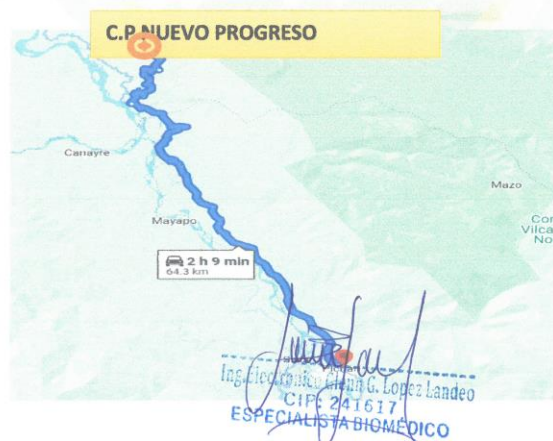 C.P NUEVO PROGRESO
Canayre
Mazo
Mayapo
2 h 9 min
64.3 km
Ing. Electrónico Glenn G. Lopez Landeo
CIP: 241617
ESPECIALISTA BIOMÉDICO